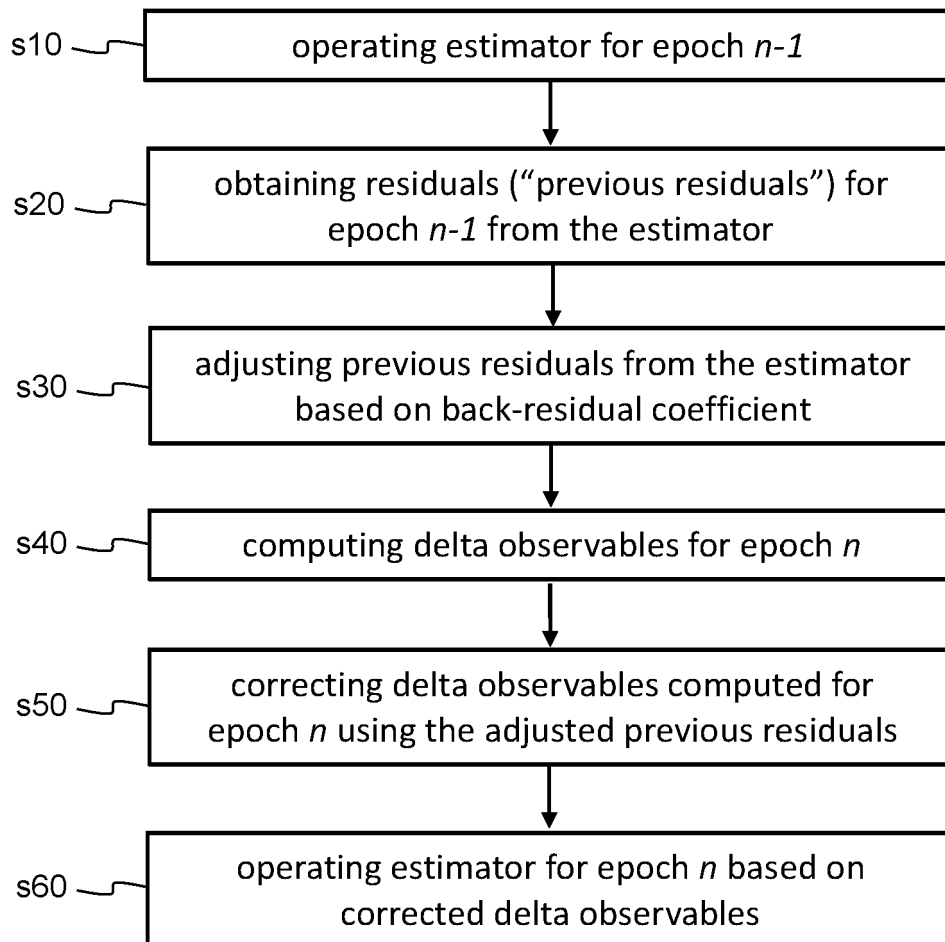 s10
operating estimator for epoch n-1
s20
obtaining residuals (“previous residuals”) for
epoch n-1 from the estimator
s30
adjusting previous residuals from the estimator
based on back-residual coefficient
s40
computing delta observables for epoch n
s50
correcting delta observables computed for
epoch n using the adjusted previous residuals
s60
operating estimator for epoch n based on
corrected delta observables